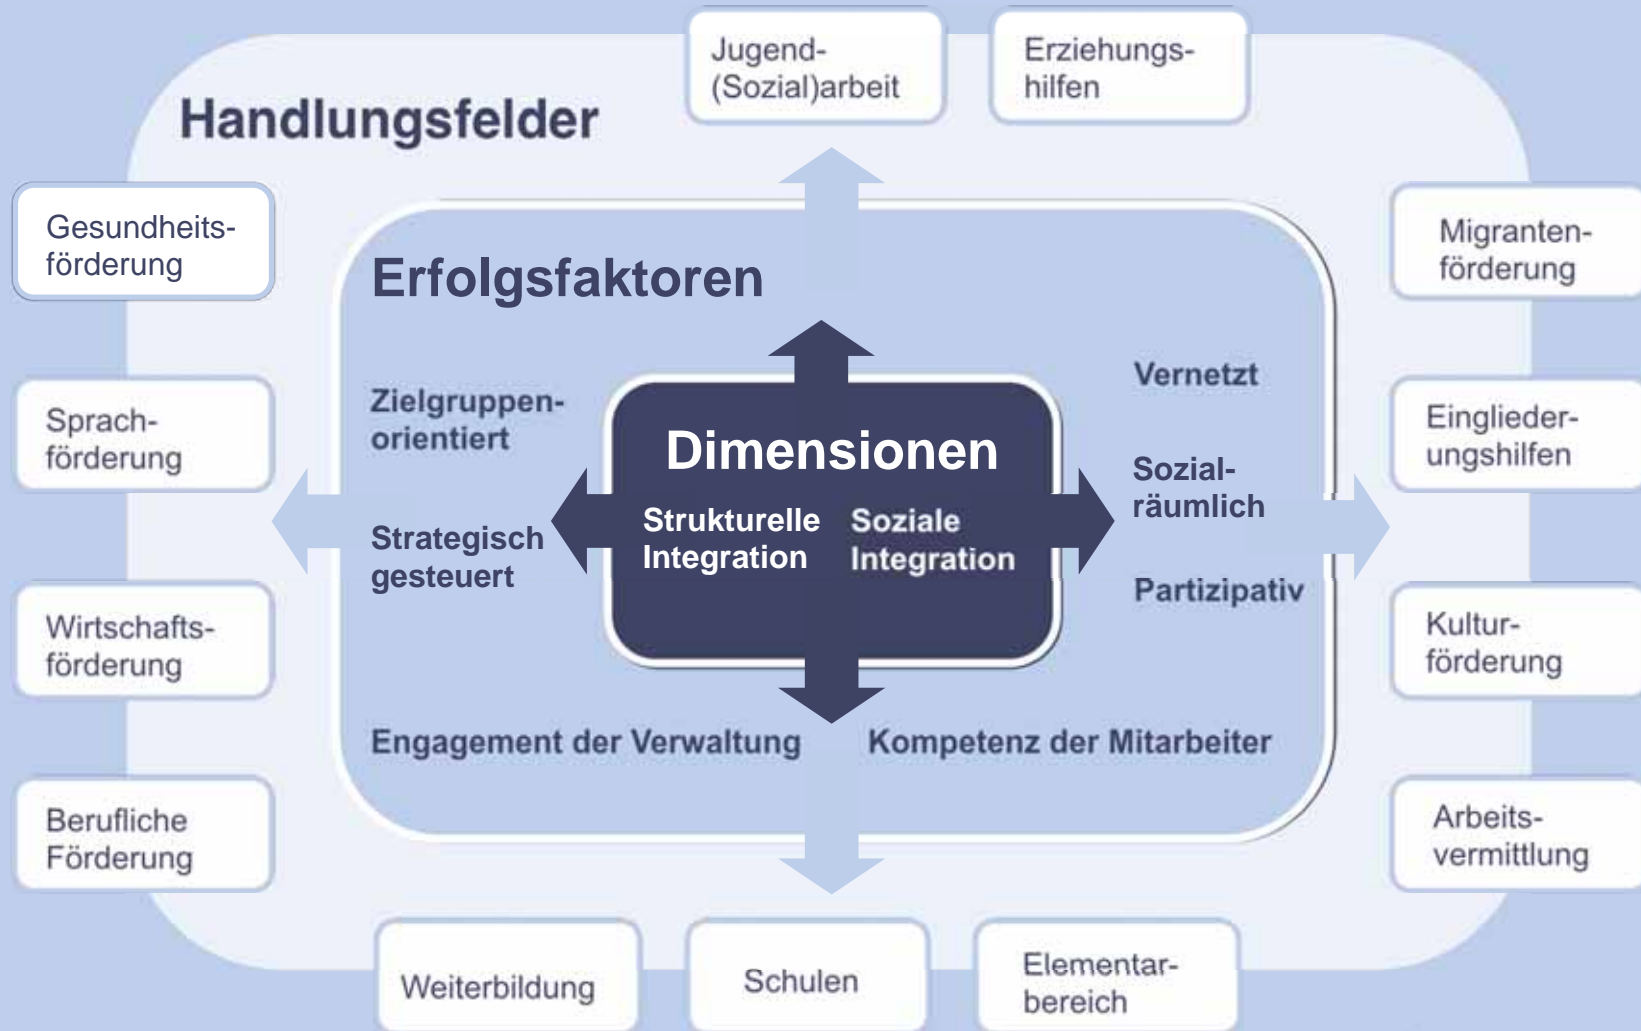 Jugend-
(Sozial)arbeit
Erziehungs-
hilfen
Handlungsfelder
Gesundheits-
förderung
Sprach-
förderung
Wirtschafts-
förderung
Berufliche
Förderung
Erfolgsfaktoren
Zielgruppen-
orientiert
Strategisch
gesteuert
Dimensionen
Strukturelle
Integration
Soziale
Integration
Vernetzt
Sozial-
räumlich
Partizipativ
Engagement der Verwaltung
Kompetenz der Mitarbeiter
Migranten-
förderung
Einglieder-
ungshilfen
Kultur-
förderung
Arbeits-
vermittlung
Weiterbildung
Schulen
Elementar-
bereich